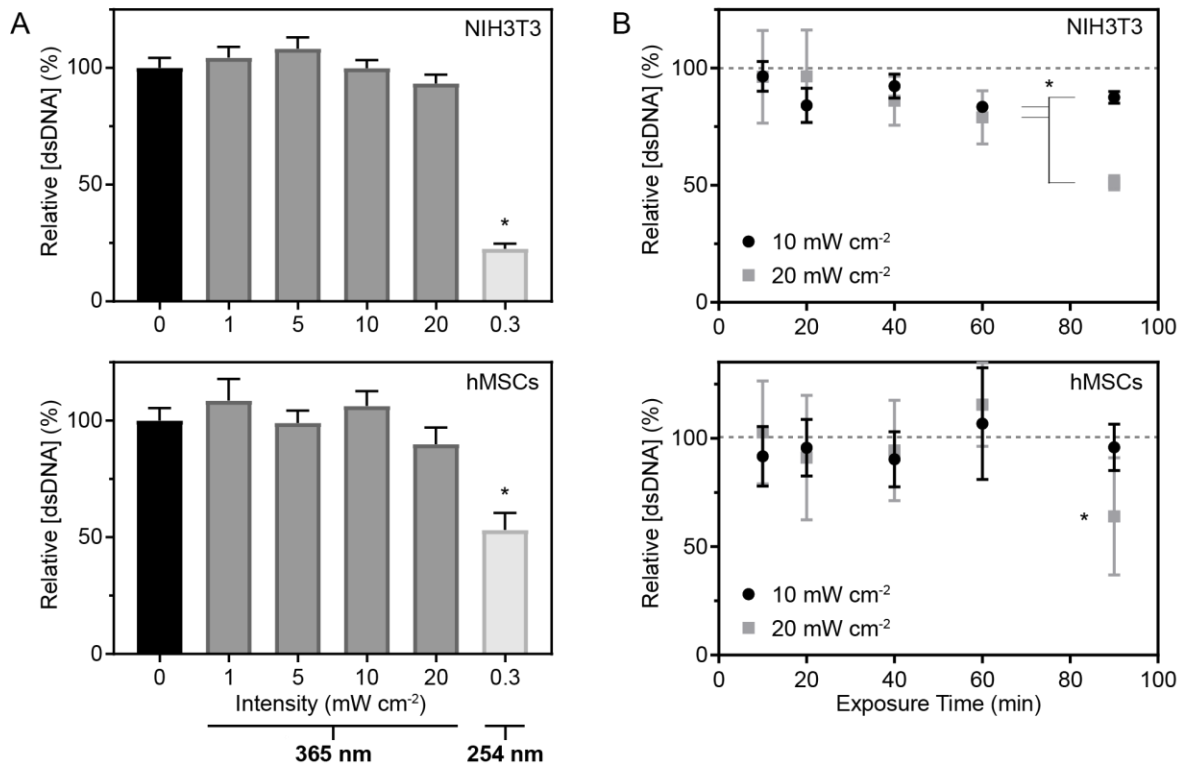 A
NIH3T3
Relative [dsDNA] (%)
100
50
0
0 1 5 10 20 0.3
*
hMSCs
Relative [dsDNA] (%)
100
50
0
*
0 1 5 10 20 0.3
Intensity (mW cm⁻²)
365 nm 254 nm
B
NIH3T3
Relative [dsDNA] (%)
100
50
0
*
10 mW cm⁻²
20 mW cm⁻²
0 20 40 60 80 100
hMSCs
Relative [dsDNA] (%)
100
50
0
*
10 mW cm⁻²
20 mW cm⁻²
0 20 40 60 80 100
Exposure Time (min)